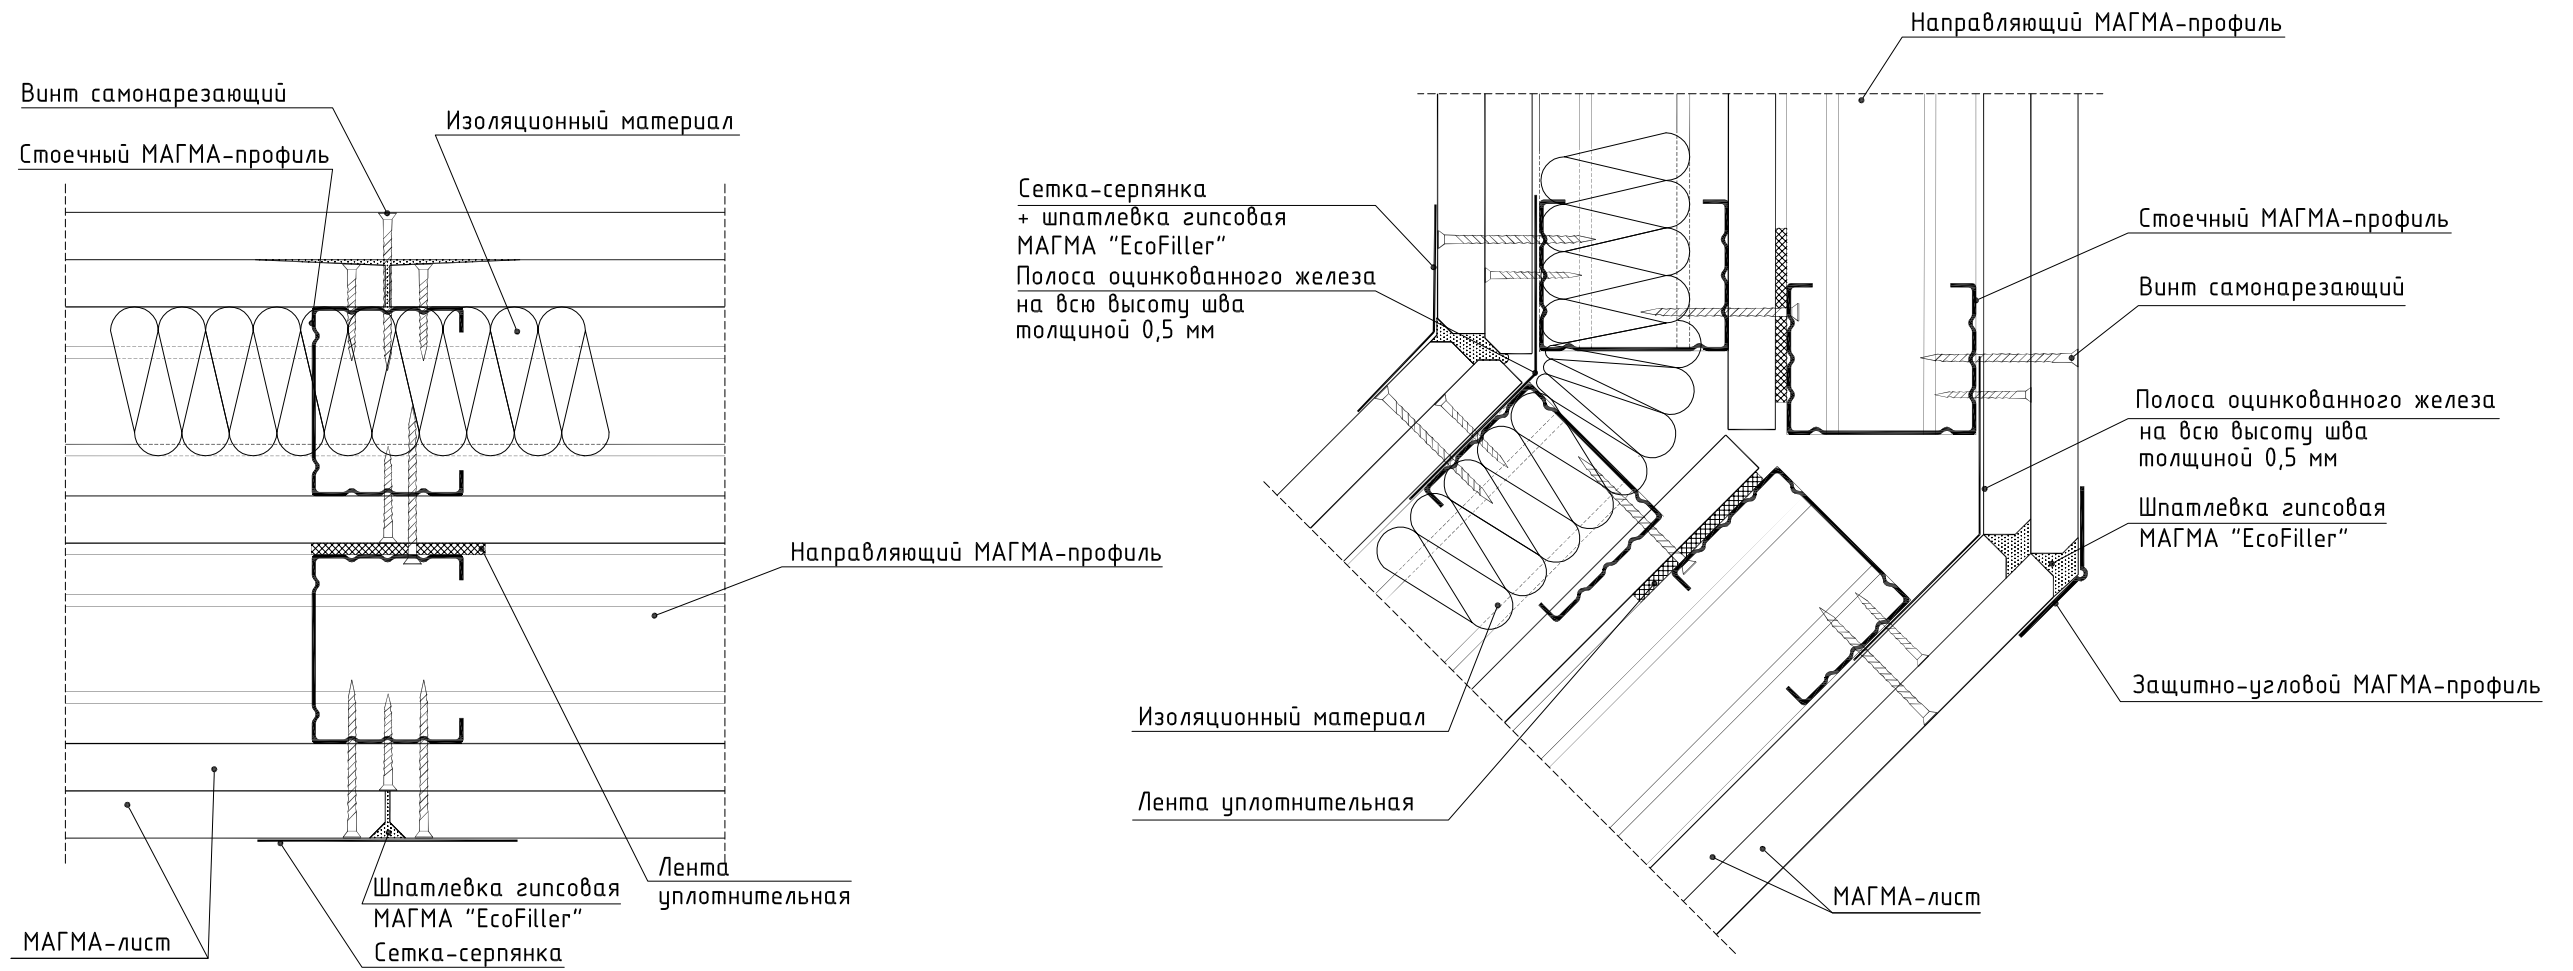 Винт самонарезающий
Изоляционный материал
Стоечный МАГМА-профиль
Направляющий МАГМА-профиль
Лента
уплотнительная
Шпатлевка гипсовая
МАГМА "EcoFiller"
МАГМА-лист
Сетка-серпянка
Направляющий МАГМА-профиль
Сетка-серпянка
+ шпатлевка гипсовая
МАГМА "EcoFiller"
Полоса оцинкованного железа
на всю высоту шва
толщиной 0,5 мм
Стоечный МАГМА-профиль
Винт самонарезающий
Полоса оцинкованного железа
на всю высоту шва
толщиной 0,5 мм
Шпатлевка гипсовая
МАГМА "EcoFiller"
Защитно-угловой МАГМА-профиль
Изоляционный материал
Лента уплотнительная
МАГМА-лист